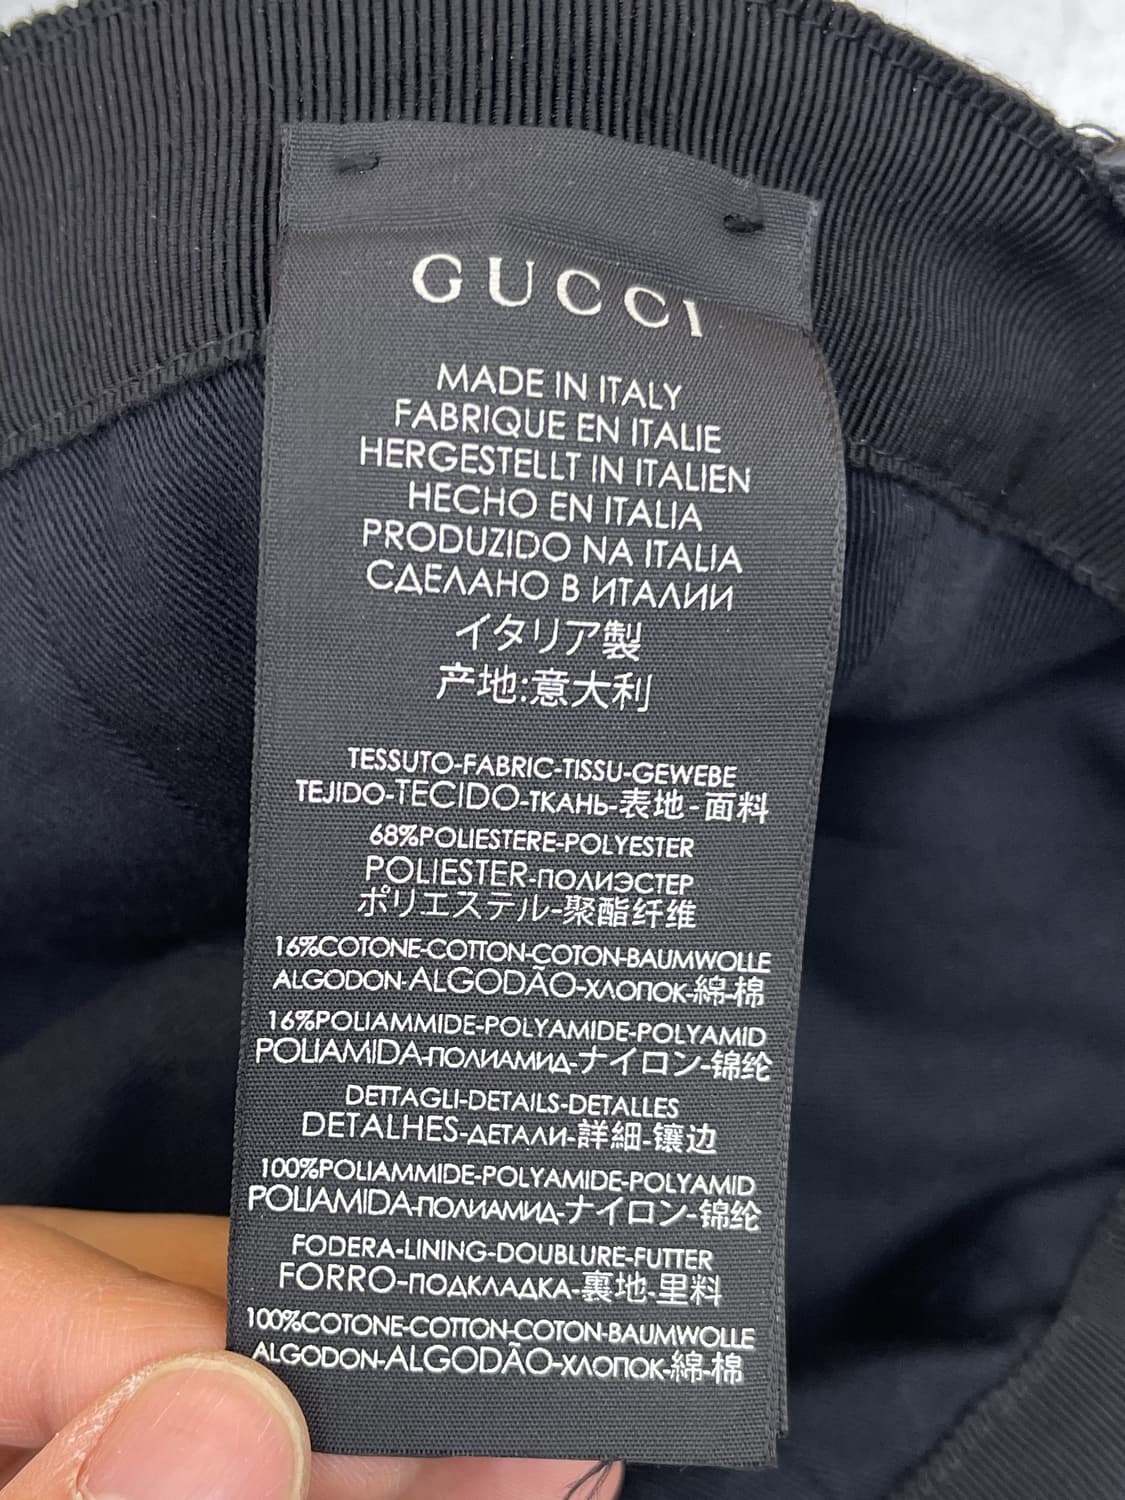 GUCCI
MADE IN ITALY
FABRIQUE EN ITALIE
HERGESTELLT IN ITALIEN
HECHO EN ITALIA
PRODUZIDO NA ITALIA
СДЕЛАНО В ИТАЛИИ
イタリア製
产地:意大利
TESSUTO-FABRIC-TISSU-GEWEBE
TEJIDO-TECIDO-ТКАНЬ-表地-面料
68%POLIESTERE-POLYESTER
POLIESTER-ПОЛИЭСТЕР
ポリエステル-聚酯纤维
16%COTONE-COTTON-COTON-BAUMWOLLE
ALGODON-ALGODÃO-ХЛОПОК-綿-棉
16%POLIAMMIDE-POLYAMIDE-POLYAMID
POLIAMIDA-ПОЛИАМИД-ナイロン-锦纶
DETTAGLI-DETAILS-DETALLES
DETALHES-ДЕТАЛИ-詳細-镶边
100%POLIAMMIDE-POLYAMIDE-POLYAMID
POLIAMIDA-ПОЛИАМИД-ナイロン-锦纶
FODERA-LINING-DOUBLURE-FUTTER
FORRO-ПОДКЛАДКА-裏地-里料
100%COTONE-COTTON-COTON-BAUMWOLLE
ALGODON-ALGODÃO-ХЛОПОК-綿-棉